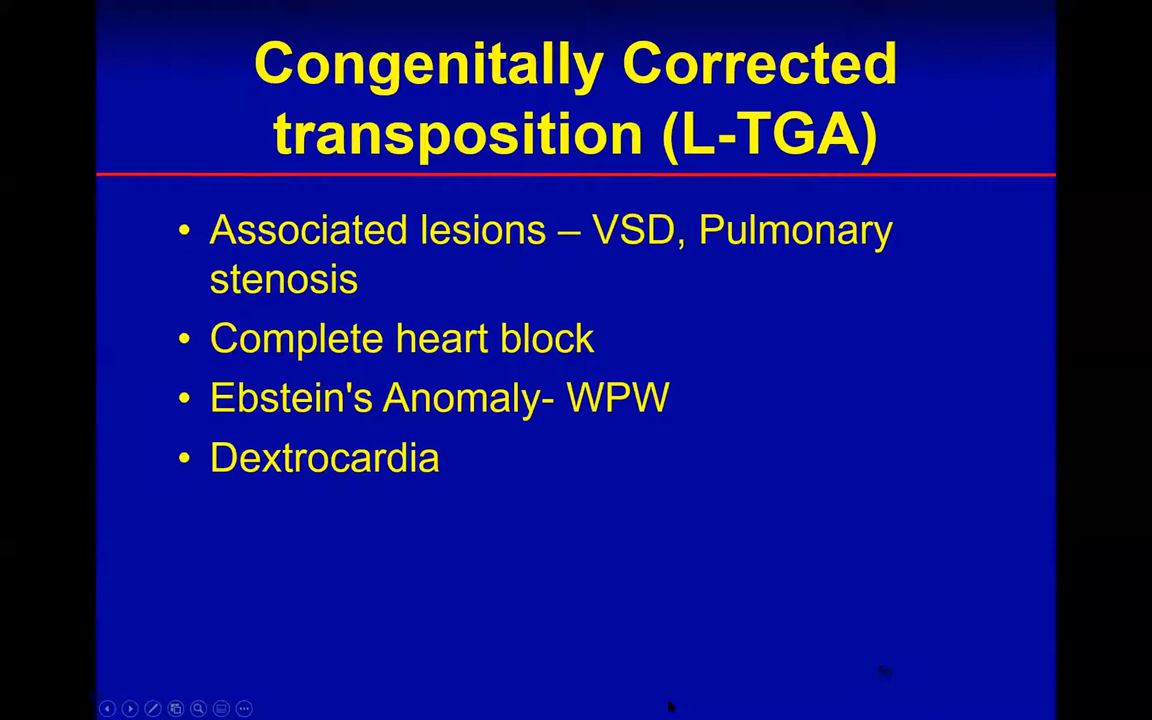 Congenitally Corrected
transposition (L-TGA)
• Associated lesions – VSD, Pulmonary
stenosis
• Complete heart block
• Ebstein's Anomaly- WPW
• Dextrocardia